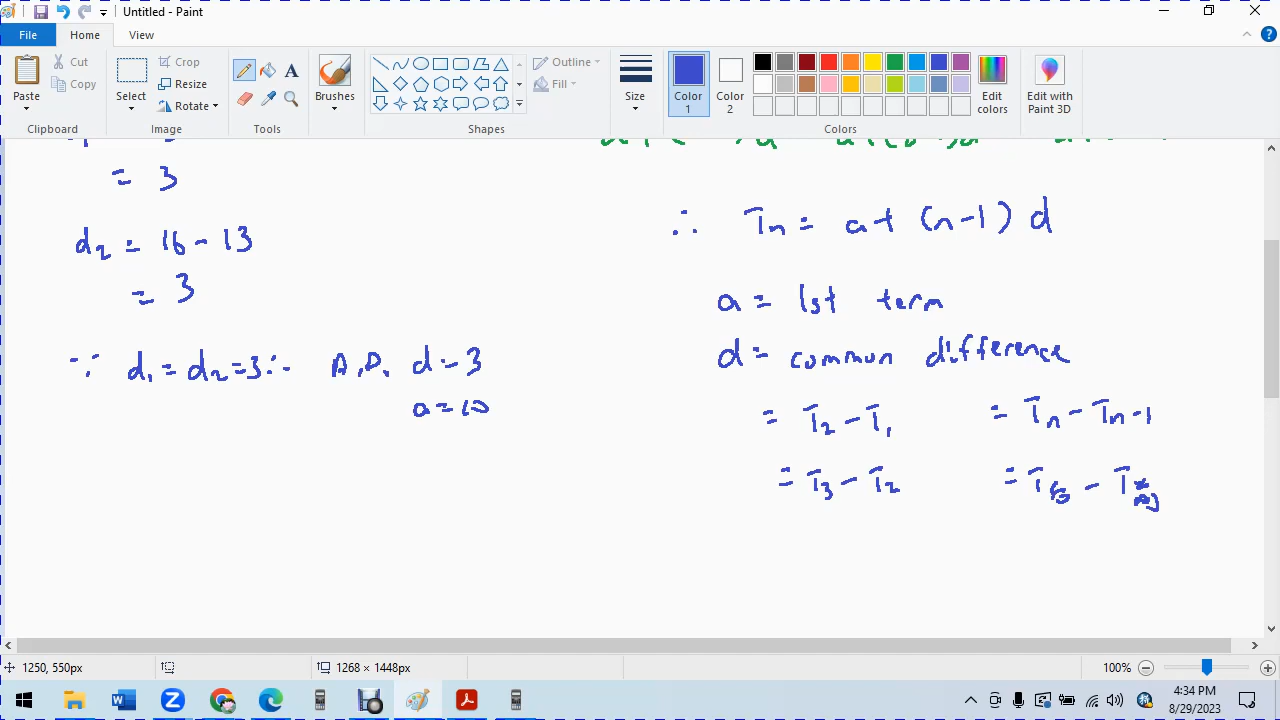 Untitled - Paint
File Home View
Paste Cut Copy Clipboard
Select Crop Resize Rotate Image
Tools
Brushes
Outline Fill Shapes
Size
Color 1 Color 2 Edit colors Colors
Edit with Paint 3D
= 3
d₂ = 16 - 13
= 3
∵ d₁ = d₂ = 3 ∴ A.P. d = 3
a = 10
∴ Tn = a + (n-1) d
a = 1st term
d = common difference
= T₂ - T₁ = Tn - Tn-1
= T₃ - T₂
1250, 550px 1268 × 1448px 100%
4:34 PM
8/29/2023